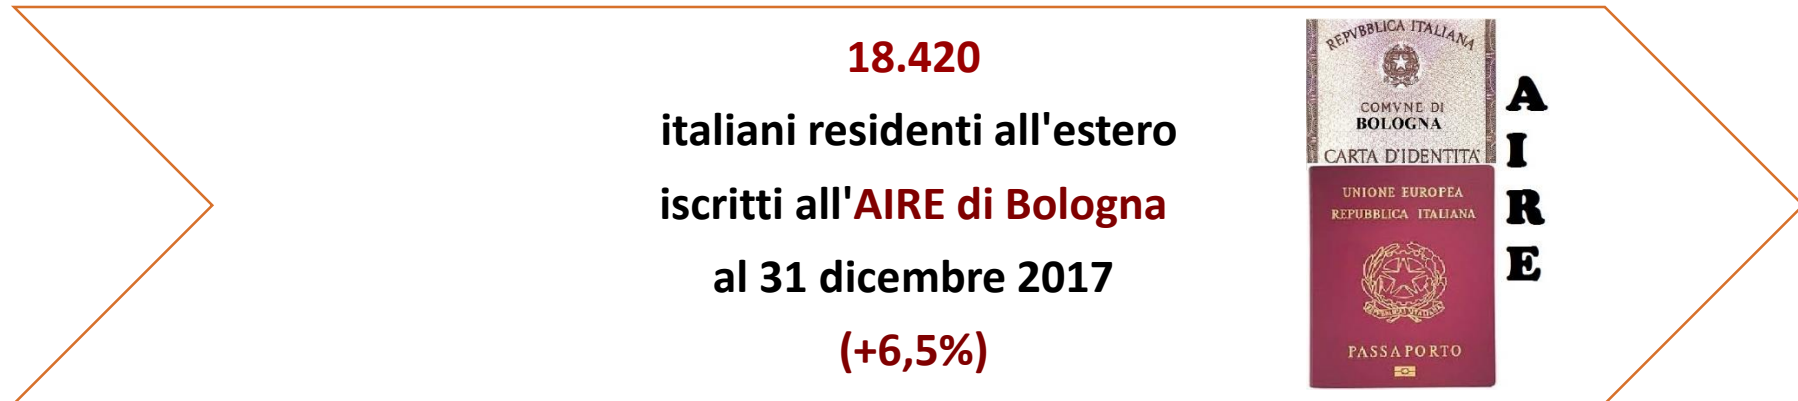 18.420
italiani residenti all'estero
iscritti all'AIRE di Bologna
al 31 dicembre 2017
(+6,5%)
REPVBBLICA ITALIANA
COMVNE DI
BOLOGNA
CARTA D'IDENTITA'
UNIONE EUROPEA
REPUBBLICA ITALIANA
PASSAPORTO
A
I
R
E